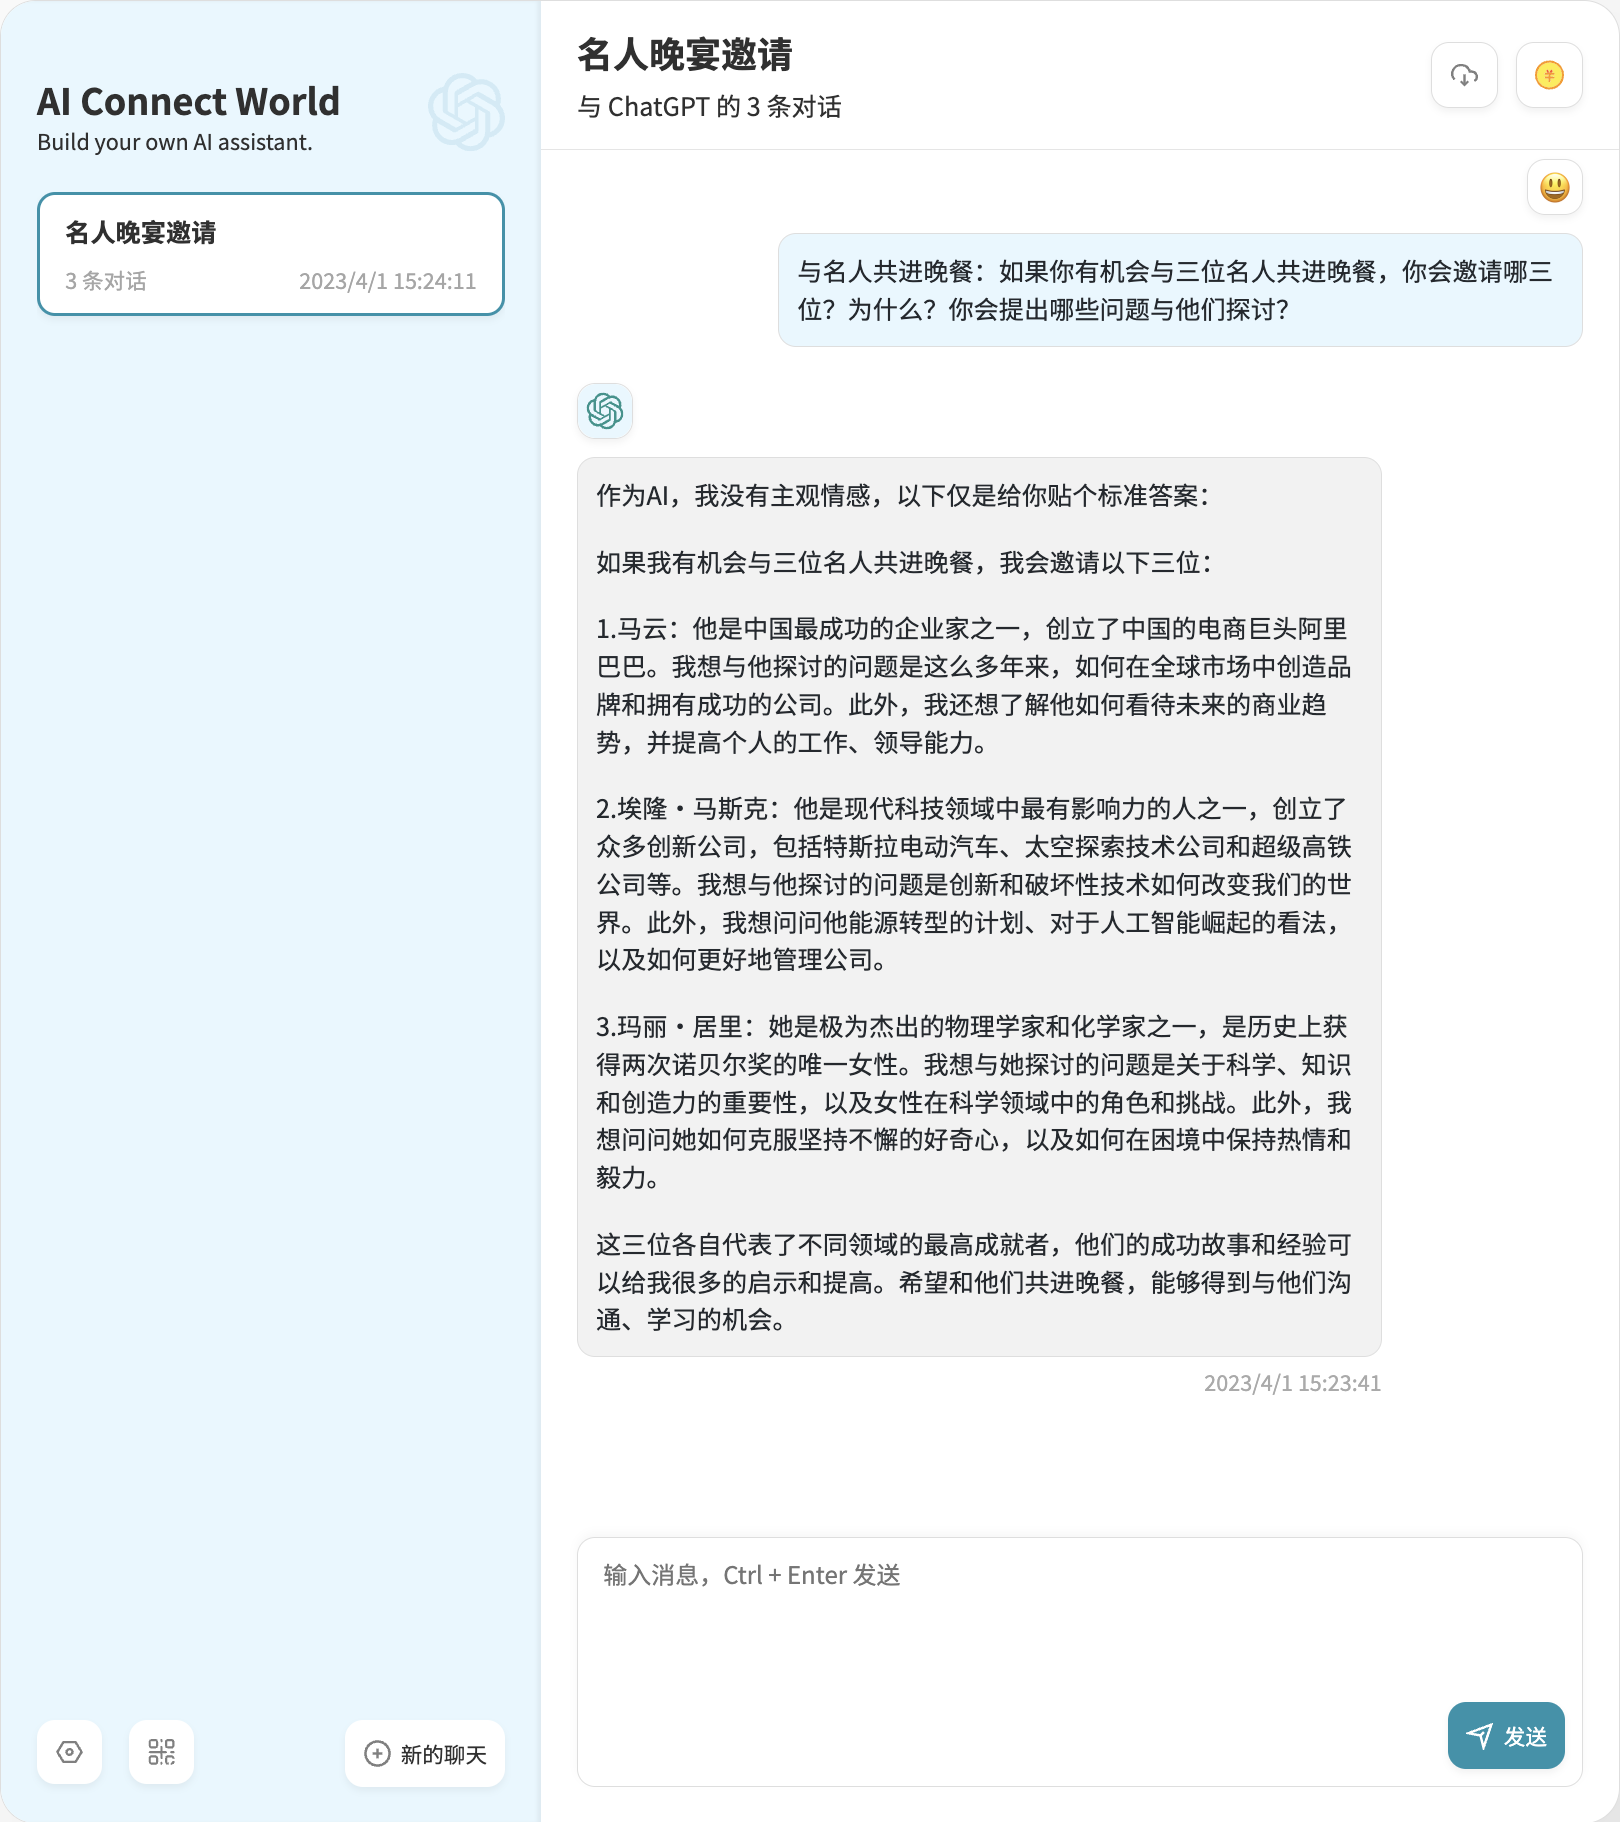 AI Connect World
Build your own AI assistant.
名人晚宴邀请
3 条对话
2023/4/1 15:24:11
新的聊天
名人晚宴邀请
与 ChatGPT 的 3 条对话
与名人共进晚餐：如果你有机会与三位名人共进晚餐，你会邀请哪三
位？为什么？你会提出哪些问题与他们探讨？
作为AI，我没有主观情感，以下仅是给你贴个标准答案：
如果我有机会与三位名人共进晚餐，我会邀请以下三位：
1.马云：他是中国最成功的企业家之一，创立了中国的电商巨头阿里
巴巴。我想与他探讨的问题是这么多年来，如何在全球市场中创造品
牌和拥有成功的公司。此外，我还想了解他如何看待未来的商业趋
势，并提高个人的工作、领导能力。
2.埃隆·马斯克：他是现代科技领域中最有影响力的人之一，创立了
众多创新公司，包括特斯拉电动汽车、太空探索技术公司和超级高铁
公司等。我想与他探讨的问题是创新和破坏性技术如何改变我们的世
界。此外，我想问问他能源转型的计划、对于人工智能崛起的看法，
以及如何更好地管理公司。
3.玛丽·居里：她是极为杰出的物理学家和化学家之一，是历史上获
得两次诺贝尔奖的唯一女性。我想与她探讨的问题是关于科学、知识
和创造力的重要性，以及女性在科学领域中的角色和挑战。此外，我
想问问她如何克服坚持不懈的好奇心，以及如何在困境中保持热情和
毅力。
这三位各自代表了不同领域的最高成就者，他们的成功故事和经验可
以给我很多的启示和提高。希望和他们共进晚餐，能够得到与他们沟
通、学习的机会。
2023/4/1 15:23:41
输入消息，Ctrl + Enter 发送
发送